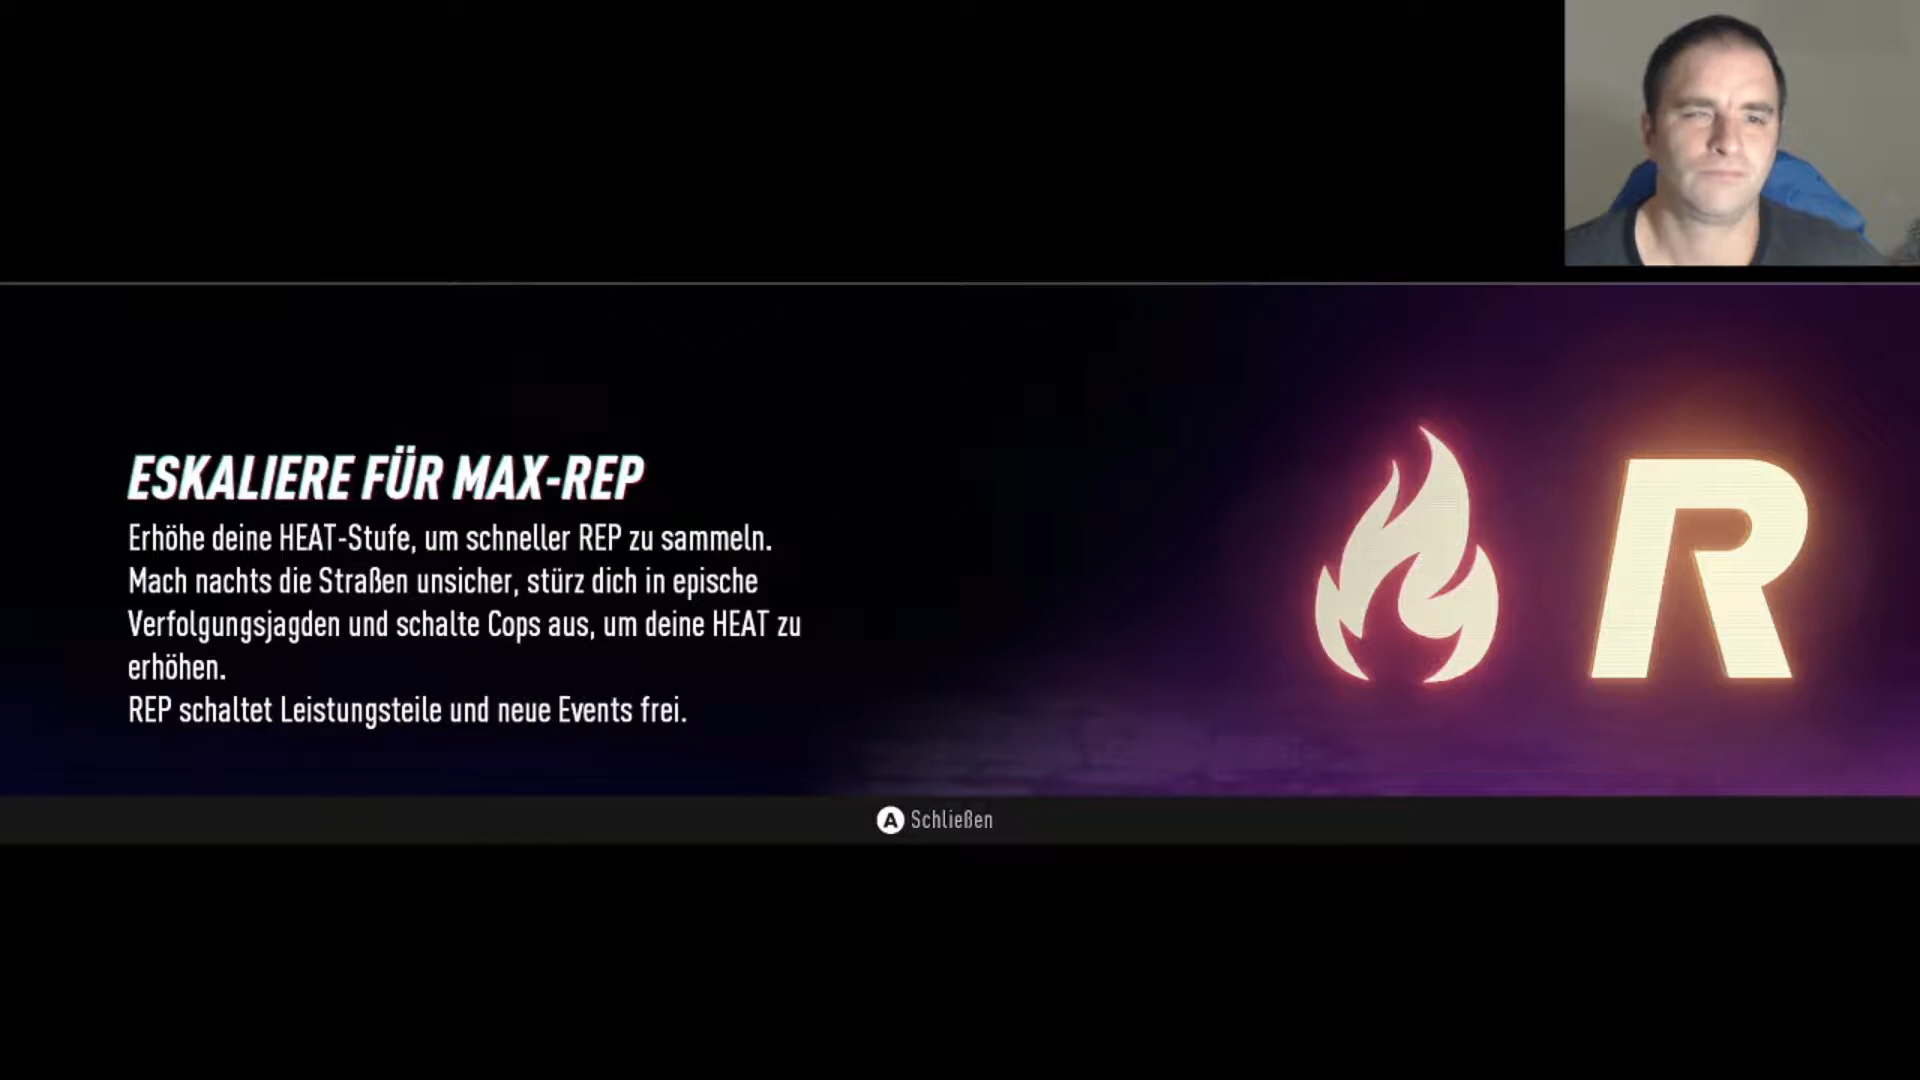 ESKALIERE FÜR MAX-REP
Erhöhe deine HEAT-Stufe, um schneller REP zu sammeln.
Mach nachts die Straßen unsicher, stürz dich in epische
Verfolgungsjagden und schalte Cops aus, um deine HEAT zu
erhöhen.
REP schaltet Leistungsteile und neue Events frei.
R
A Schließen